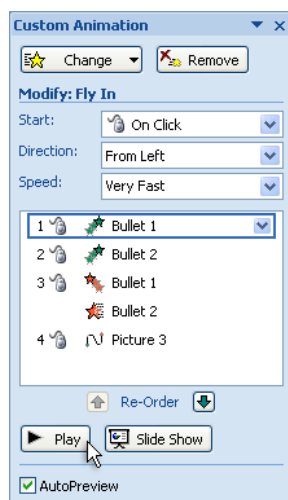 Custom Animation
Change
Remove
Modify: Fly In
Start: On Click
Direction: From Left
Speed: Very Fast
1 Bullet 1
2 Bullet 2
3 Bullet 1
Bullet 2
4 Picture 3
Re-Order
Play
Slide Show
AutoPreview